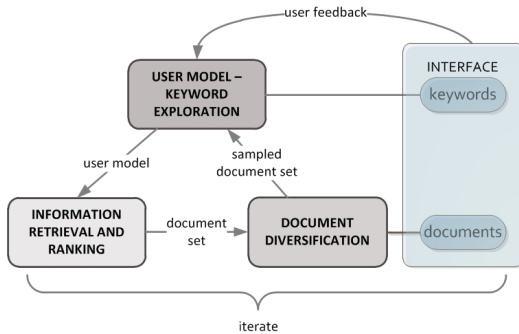 user feedback
INTERFACE
USER MODEL –
KEYWORD
EXPLORATION
keywords
user model
sampled
document set
INFORMATION
RETRIEVAL AND
RANKING
document
set
DOCUMENT
DIVERSIFICATION
documents
iterate